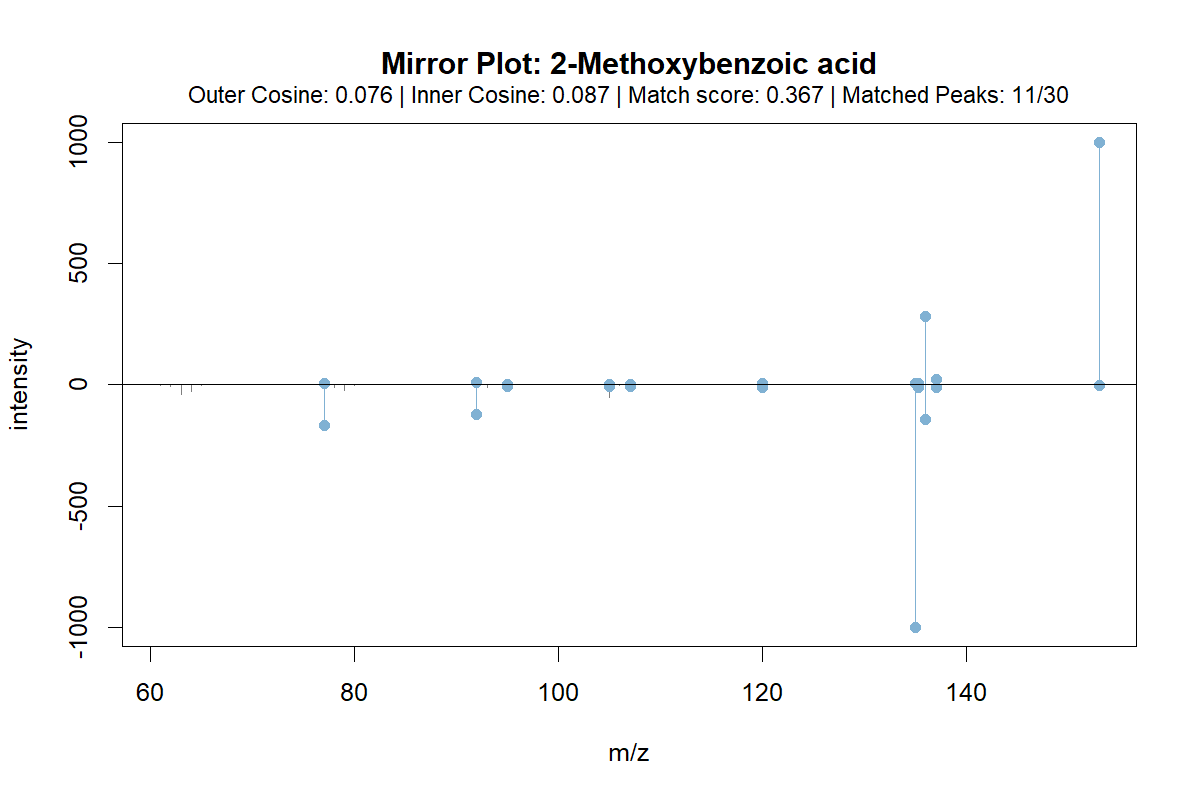 Mirror Plot: 2-Methoxybenzoic acid
Outer Cosine: 0.076 | Inner Cosine: 0.087 | Match score: 0.367 | Matched Peaks: 11/30
1000
500
0
-500
-1000
intensity
60 80 100 120 140
m/z